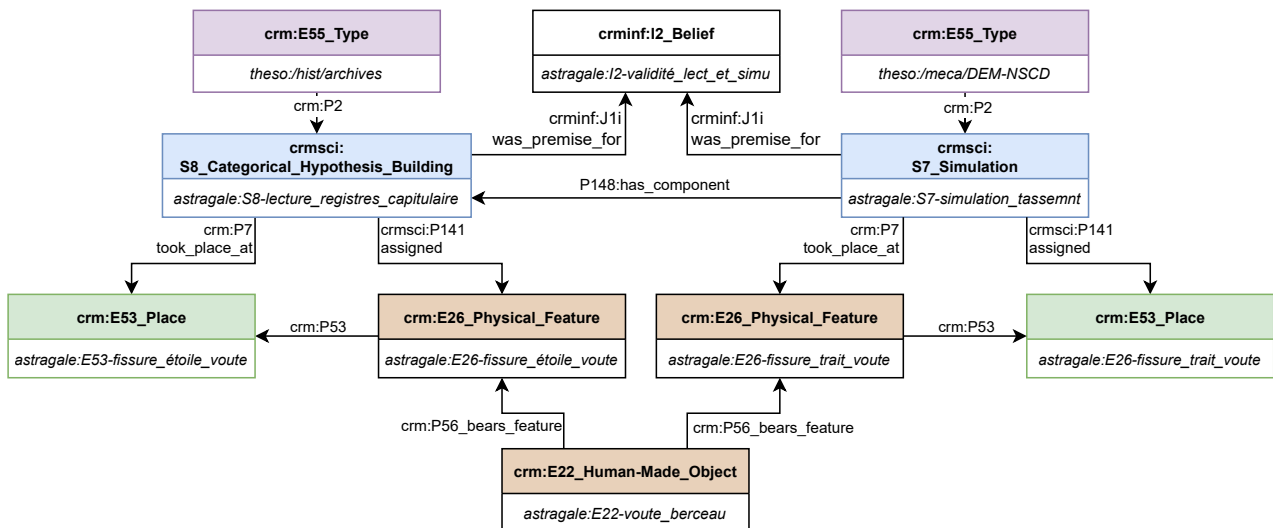 crm:E55_Type
theso:/hist/archives
crminf:I2_Belief
astragale:I2-validité_lect_et_simu
crm:E55_Type
theso:/meca/DEM-NSCD
crm:P2
crminf:J1i
was_premise_for
crminf:J1i
was_premise_for
crm:P2
crmsci:
S8_Categorical_Hypothesis_Building
astragale:S8-lecture_registres_capitulaire
P148:has_component
crmsci:
S7_Simulation
astragale:S7-simulation_tassemnt
crm:P7
took_place_at
crmsci:P141
assigned
crm:P7
took_place_at
crmsci:P141
assigned
crm:E53_Place
astragale:E53-fissure_étoile_voute
crm:P53
crm:E26_Physical_Feature
astragale:E26-fissure_étoile_voute
crm:E26_Physical_Feature
astragale:E26-fissure_trait_voute
crm:P53
crm:E53_Place
astragale:E26-fissure_trait_voute
crm:P56_bears_feature
crm:P56_bears_feature
crm:E22_Human-Made_Object
astragale:E22-voute_berceau